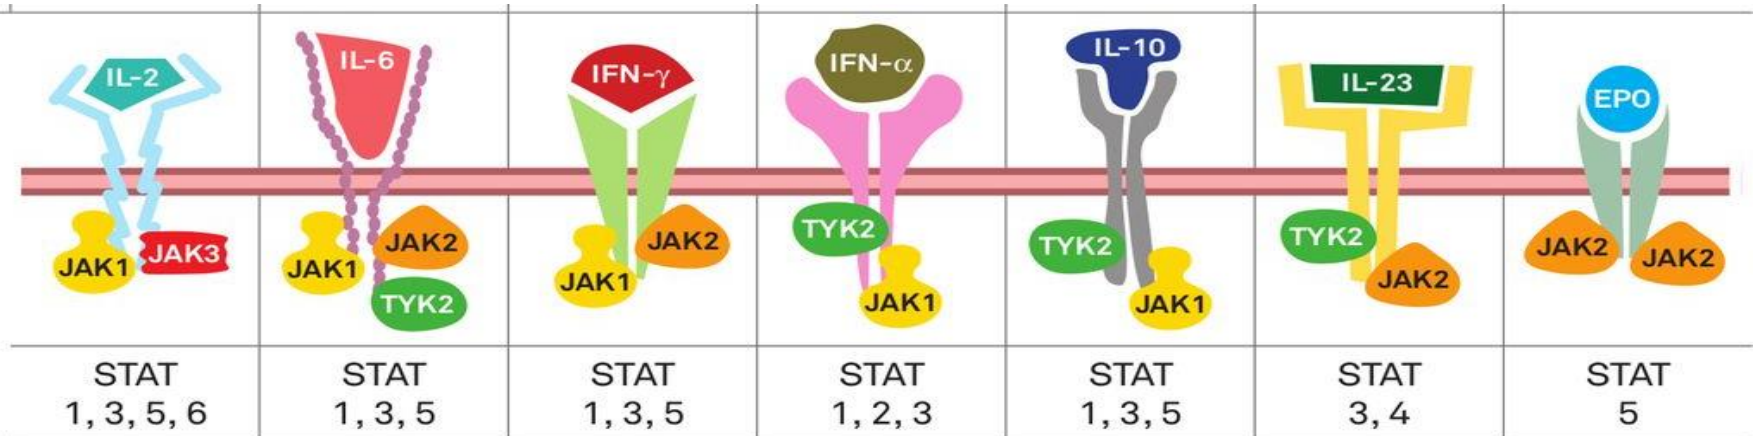 IL-2
JAK1
JAK3
STAT
1, 3, 5, 6
IL-6
JAK1
JAK2
TYK2
STAT
1, 3, 5
IFN-γ
JAK1
JAK2
STAT
1, 3, 5
IFN-α
TYK2
JAK1
STAT
1, 2, 3
IL-10
TYK2
JAK1
STAT
1, 3, 5
IL-23
TYK2
JAK2
STAT
3, 4
EPO
JAK2
JAK2
STAT
5